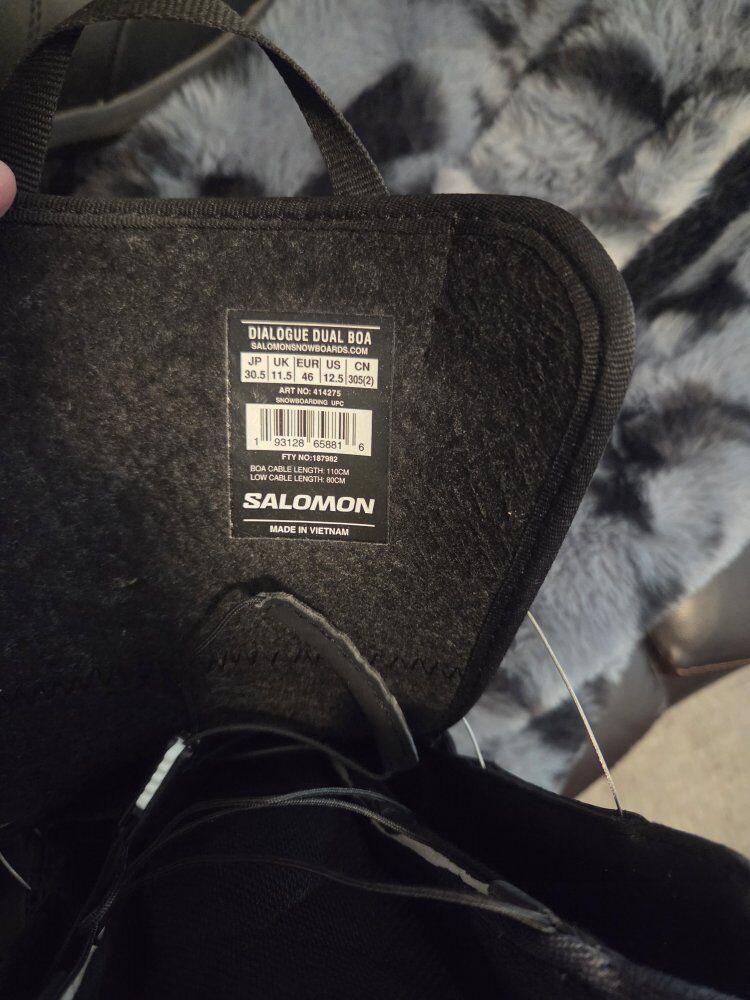 DIALOGUE DUAL BOA
SALOMONSNOWBOARDS.COM
JP UK EUR US CN
30.5 11.5 46 12.5 305(2)
ART NO: 414275
SNOWBOARDING UPC
1 93128 65881 6
FTY NO:187982
BOA CABLE LENGTH: 110CM
LOW CABLE LENGTH: 80CM
SALOMON
MADE IN VIETNAM